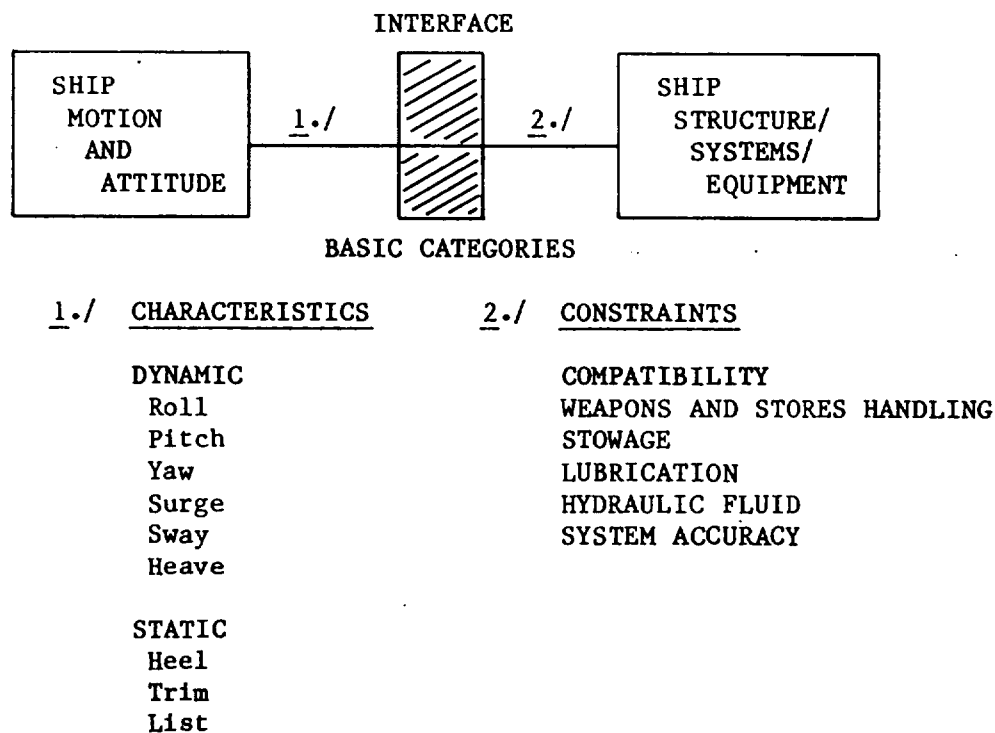 INTERFACE
SHIP
MOTION
AND
ATTITUDE
1./
2./
SHIP
STRUCTURE/
SYSTEMS/
EQUIPMENT
BASIC CATEGORIES
1./ CHARACTERISTICS
DYNAMIC
Roll
Pitch
Yaw
Surge
Sway
Heave
STATIC
Heel
Trim
List
2./ CONSTRAINTS
COMPATIBILITY
WEAPONS AND STORES HANDLING
STOWAGE
LUBRICATION
HYDRAULIC FLUID
SYSTEM ACCURACY